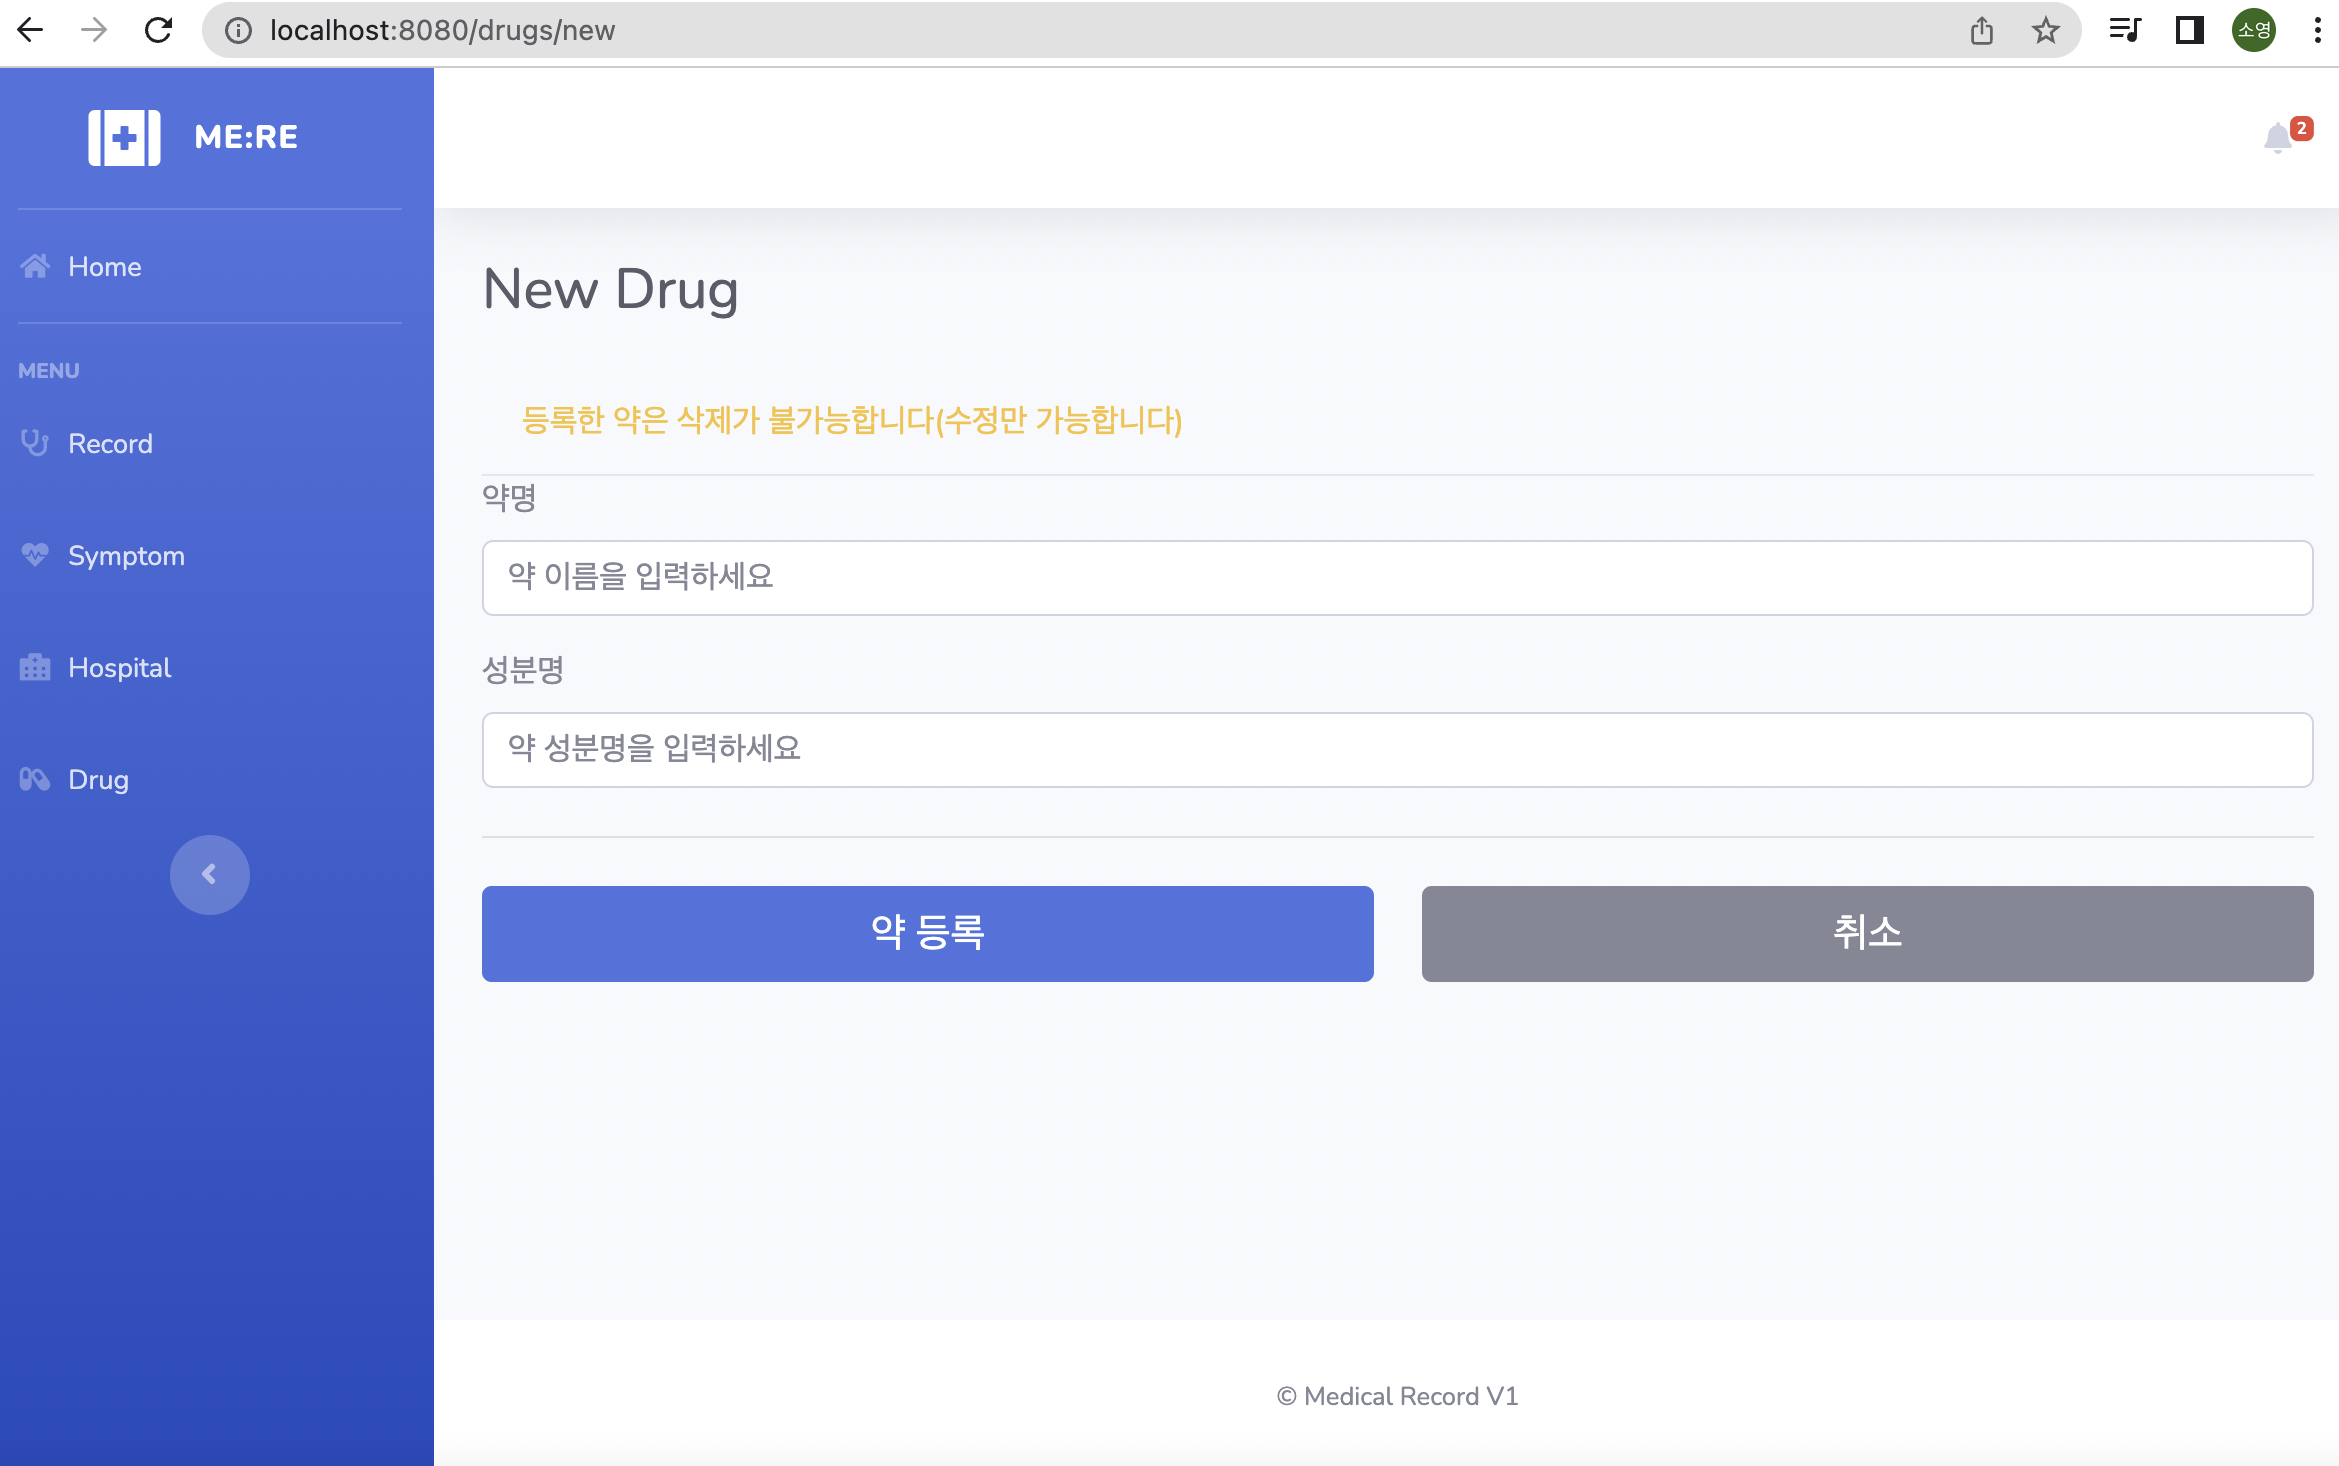 localhost:8080/drugs/new
소영
ME:RE
2
Home
New Drug
MENU
등록한 약은 삭제가 불가능합니다(수정만 가능합니다)
Record
약명
약 이름을 입력하세요
Symptom
성분명
Hospital
약 성분명을 입력하세요
Drug
약 등록
취소
© Medical Record V1